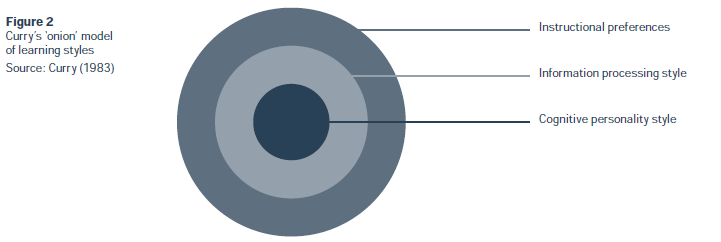 Figure 2
Curry's 'onion' model
of learning styles
Source: Curry (1983)
Instructional preferences
Information processing style
Cognitive personality style